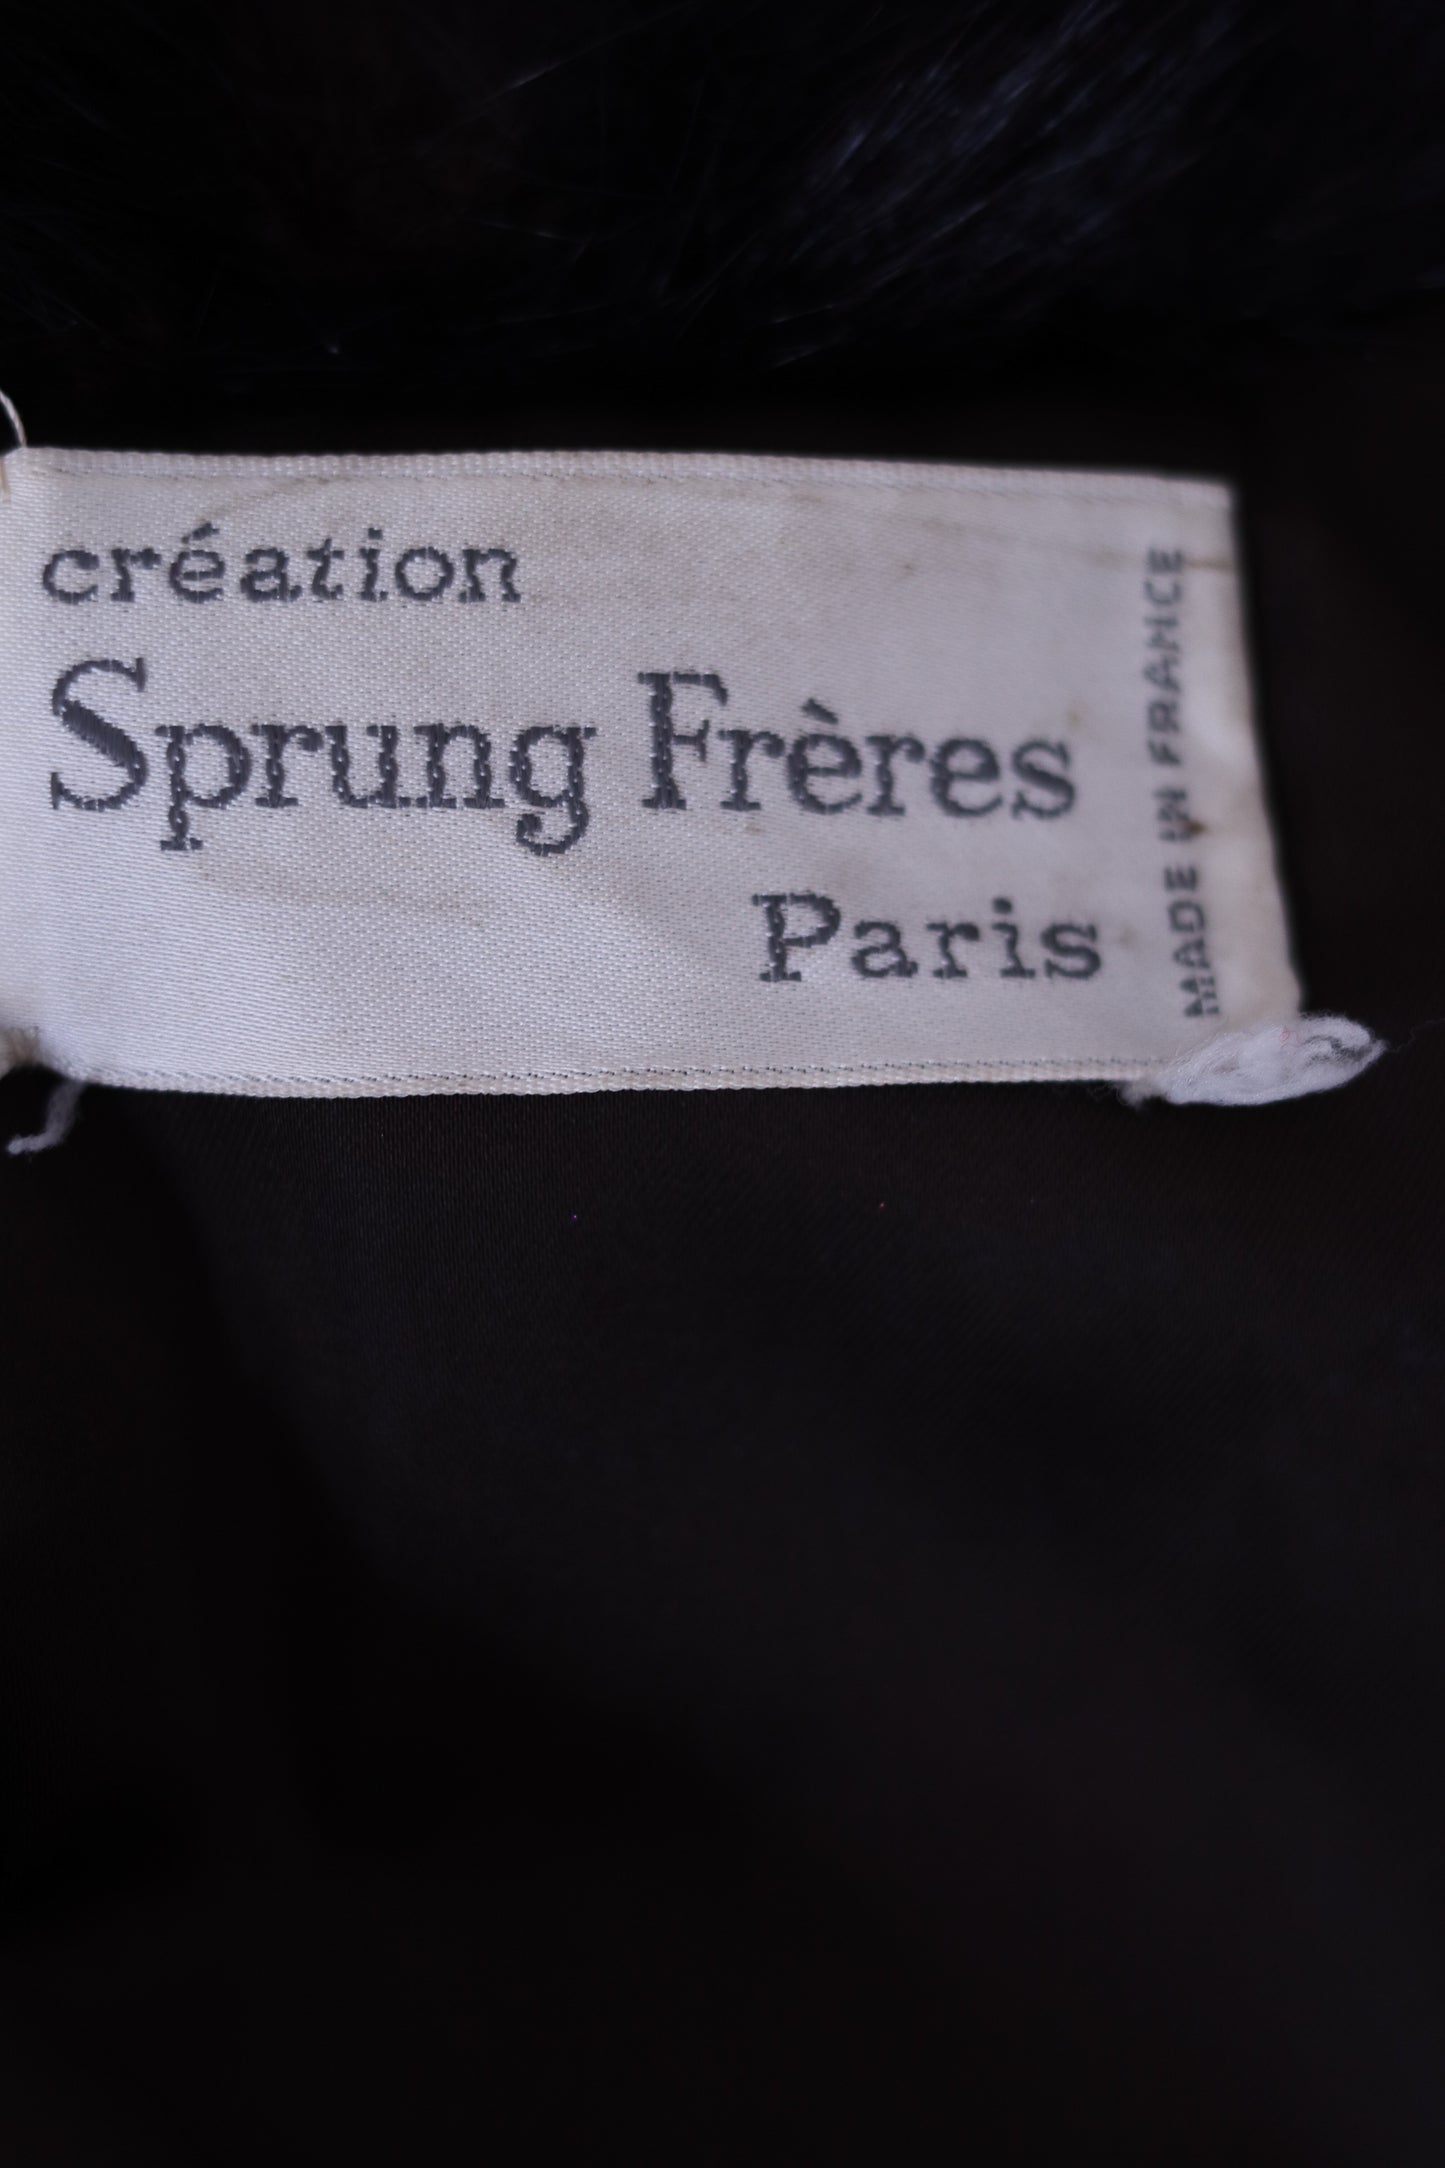 création
Sprung Frères
Paris
MADE IN FRANCE